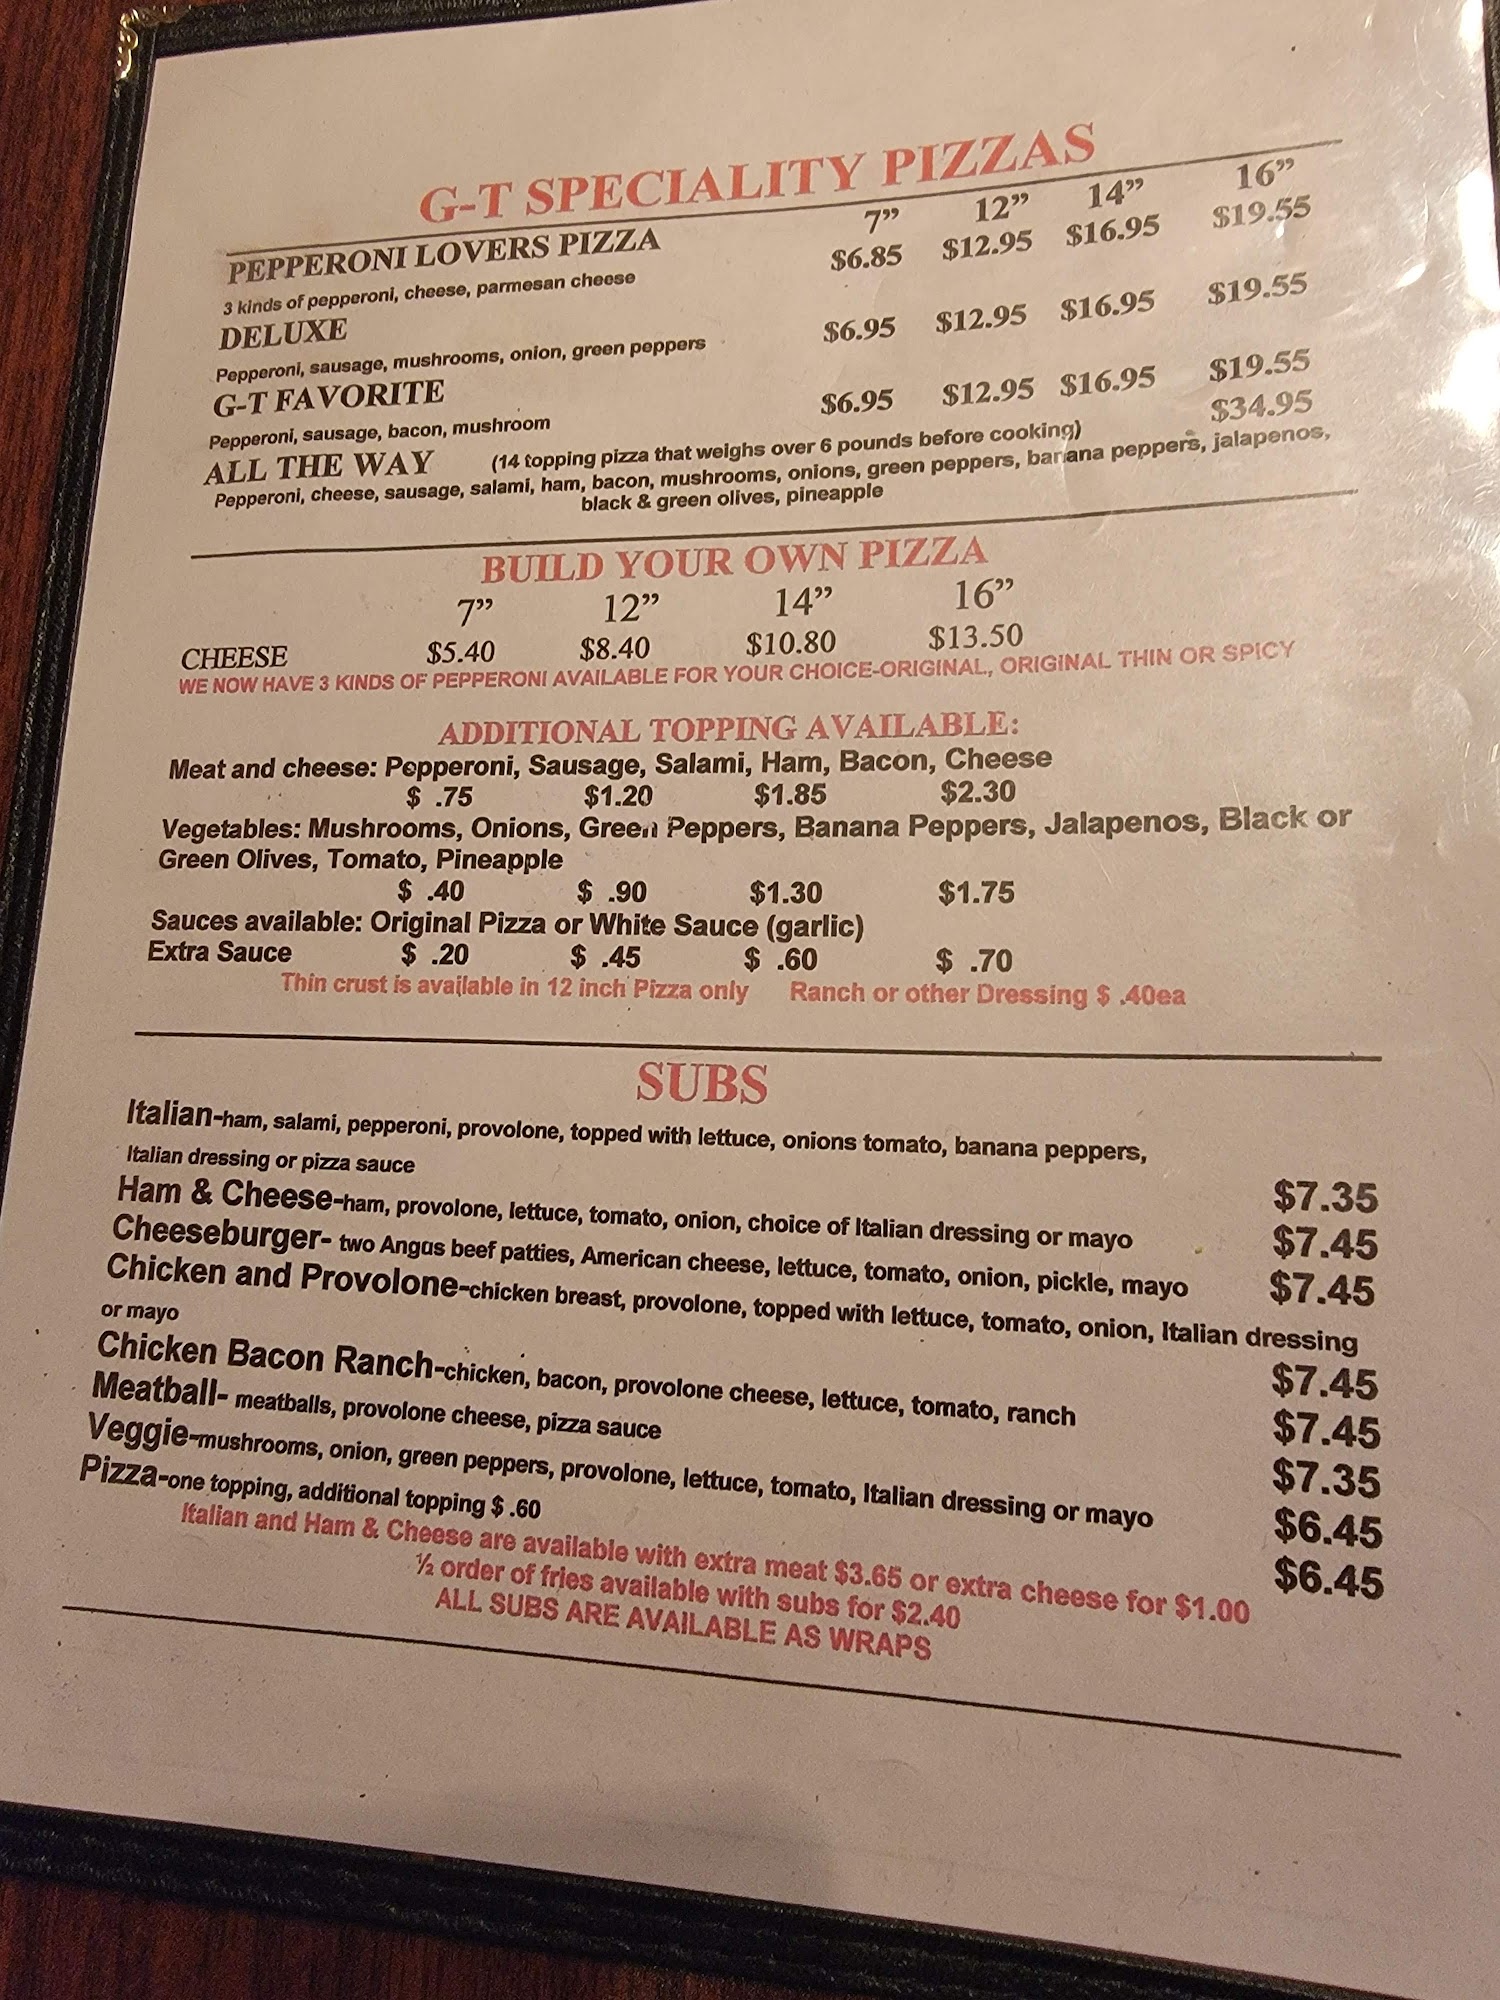 G-T SPECIALITY PIZZAS
7” 12” 14” 16”
PEPPERONI LOVERS PIZZA $6.85 $12.95 $16.95 $19.55
3 kinds of pepperoni, cheese, parmesan cheese
DELUXE $6.95 $12.95 $16.95 $19.55
Pepperoni, sausage, mushrooms, onion, green peppers
G-T FAVORITE $6.95 $12.95 $16.95 $19.55
Pepperoni, sausage, bacon, mushroom
ALL THE WAY (14 topping pizza that weighs over 6 pounds before cooking) $34.95
Pepperoni, cheese, sausage, salami, ham, bacon, mushrooms, onions, green peppers, banana peppers, jalapenos,
black & green olives, pineapple
BUILD YOUR OWN PIZZA
7” 12” 14” 16”
CHEESE $5.40 $8.40 $10.80 $13.50
WE NOW HAVE 3 KINDS OF PEPPERONI AVAILABLE FOR YOUR CHOICE-ORIGINAL, ORIGINAL THIN OR SPICY
ADDITIONAL TOPPING AVAILABLE:
Meat and cheese: Pepperoni, Sausage, Salami, Ham, Bacon, Cheese
$ .75 $1.20 $1.85 $2.30
Vegetables: Mushrooms, Onions, Green Peppers, Banana Peppers, Jalapenos, Black or
Green Olives, Tomato, Pineapple
$ .40 $ .90 $1.30 $1.75
Sauces available: Original Pizza or White Sauce (garlic)
Extra Sauce $ .20 $ .45 $ .60 $ .70
Thin crust is available in 12 inch Pizza only Ranch or other Dressing $ .40ea
SUBS
Italian-ham, salami, pepperoni, provolone, topped with lettuce, onions tomato, banana peppers,
Italian dressing or pizza sauce $7.35
Ham & Cheese-ham, provolone, lettuce, tomato, onion, choice of Italian dressing or mayo $7.45
Cheeseburger- two Angus beef patties, American cheese, lettuce, tomato, onion, pickle, mayo $7.45
Chicken and Provolone-chicken breast, provolone, topped with lettuce, tomato, onion, Italian dressing
or mayo $7.45
Chicken Bacon Ranch-chicken, bacon, provolone cheese, lettuce, tomato, ranch $7.45
Meatball- meatballs, provolone cheese, pizza sauce $7.35
Veggie-mushrooms, onion, green peppers, provolone, lettuce, tomato, Italian dressing or mayo $6.45
Pizza-one topping, additional topping $ .60 $6.45
Italian and Ham & Cheese are available with extra meat $3.65 or extra cheese for $1.00
½ order of fries available with subs for $2.40
ALL SUBS ARE AVAILABLE AS WRAPS